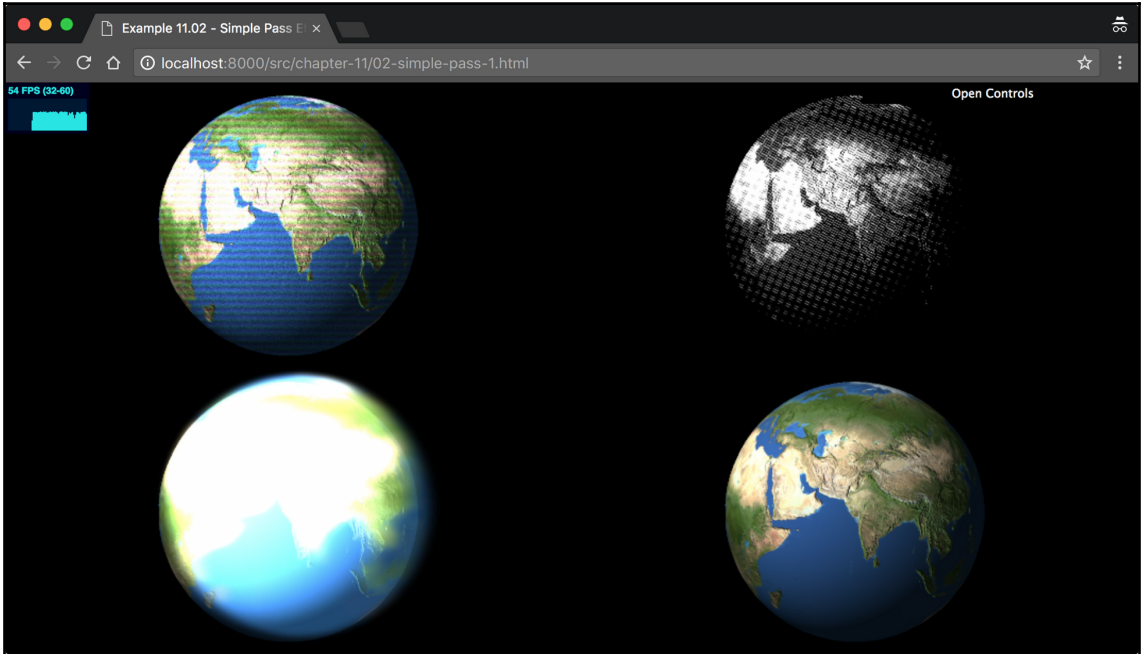 Example 11.02 - Simple Pass E
localhost:8000/src/chapter-11/02-simple-pass-1.html
54 FPS (32-60)
Open Controls